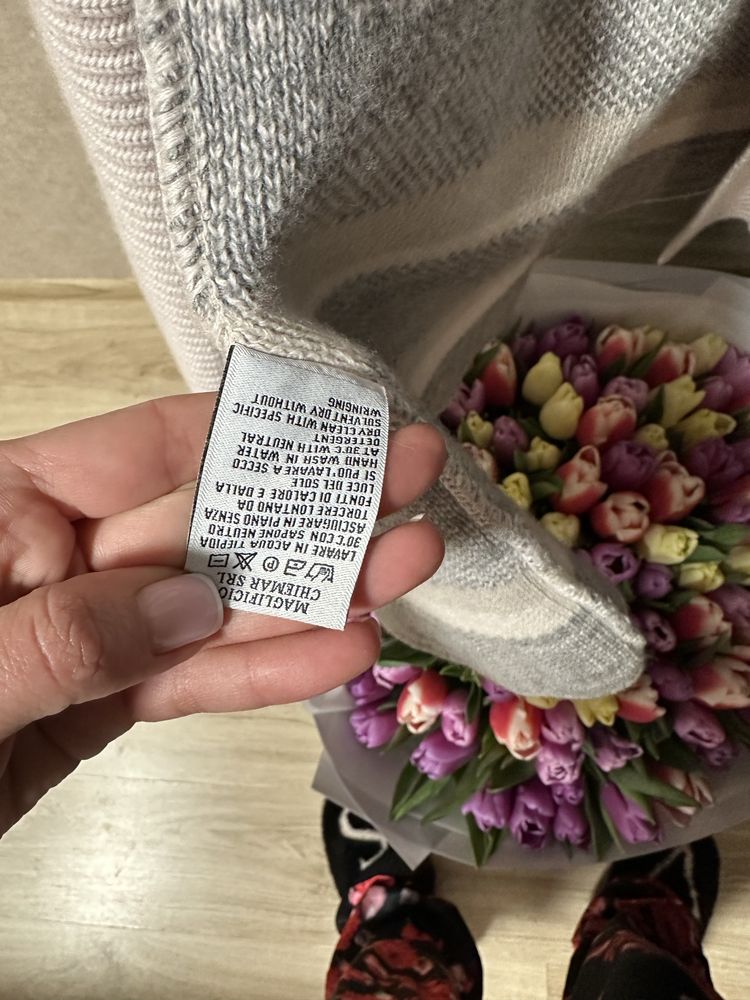 MAGLIFICIO
CHIEMAR SRL
LAVARE IN ACQUA TIEPIDA
30°C CON SAPONE NEUTRO
ASCIUGARE IN PIANO SENZA
TORCERE LONTANO DA
FONTI DI CALORE E DALLA
LUCE DEL SOLE
SI PUO'LAVARE A SECCO
HAND WASH IN WATER
AT 30°C WITH NEUTRAL
DETERGENT
DRY CLEAN WITH SPECIFIC
SOLVENT DRY WITHOUT
WRINGING